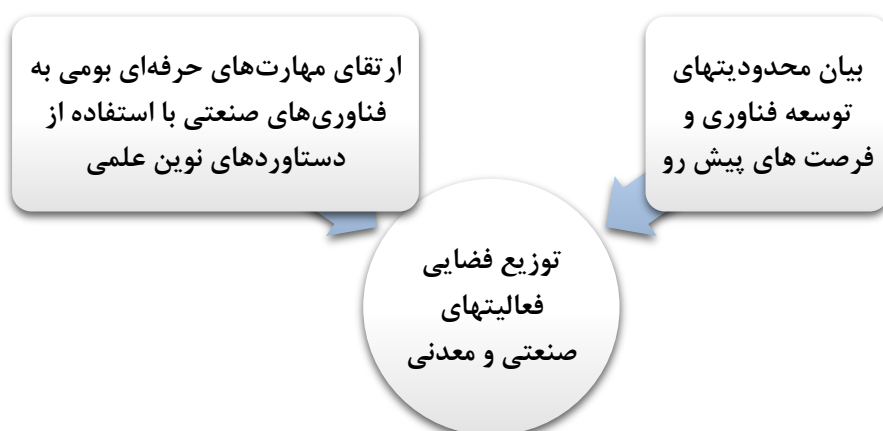 بیان محدودیتهای
توسعه فناوری و
فرصت های پیش رو
ارتقای مهارت‌های حرفه‌ای بومی به
فناوری‌های صنعتی با استفاده از
دستاوردهای نوین علمی
توزیع فضایی
فعالیتهای
صنعتی و معدنی